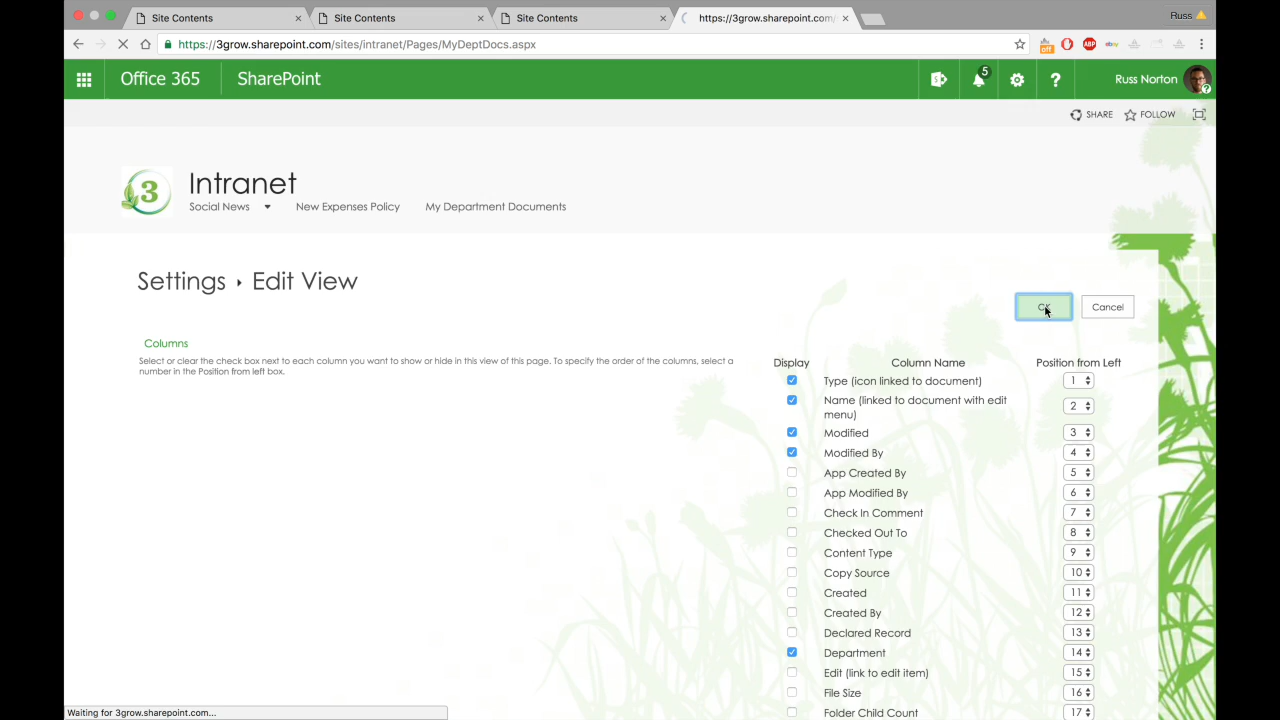 Site Contents
Site Contents
Site Contents
https://3grow.sharepoint.com/
Russ
https://3grow.sharepoint.com/sites/intranet/Pages/MyDeptDocs.aspx
off
ABP
ebay
Office 365
SharePoint
5
?
Russ Norton
?
SHARE
FOLLOW
3
Intranet
Social News
New Expenses Policy
My Department Documents
Settings ▸ Edit View
OK
Cancel
Columns
Select or clear the check box next to each column you want to show or hide in this view of this page. To specify the order of the columns, select a
number in the Position from left box.
Display
Column Name
Position from Left
Type (icon linked to document)
1
Name (linked to document with edit
menu)
2
Modified
3
Modified By
4
App Created By
5
App Modified By
6
Check In Comment
7
Checked Out To
8
Content Type
9
Copy Source
10
Created
11
Created By
12
Declared Record
13
Department
14
Edit (link to edit item)
15
File Size
16
Folder Child Count
17
Waiting for 3grow.sharepoint.com...